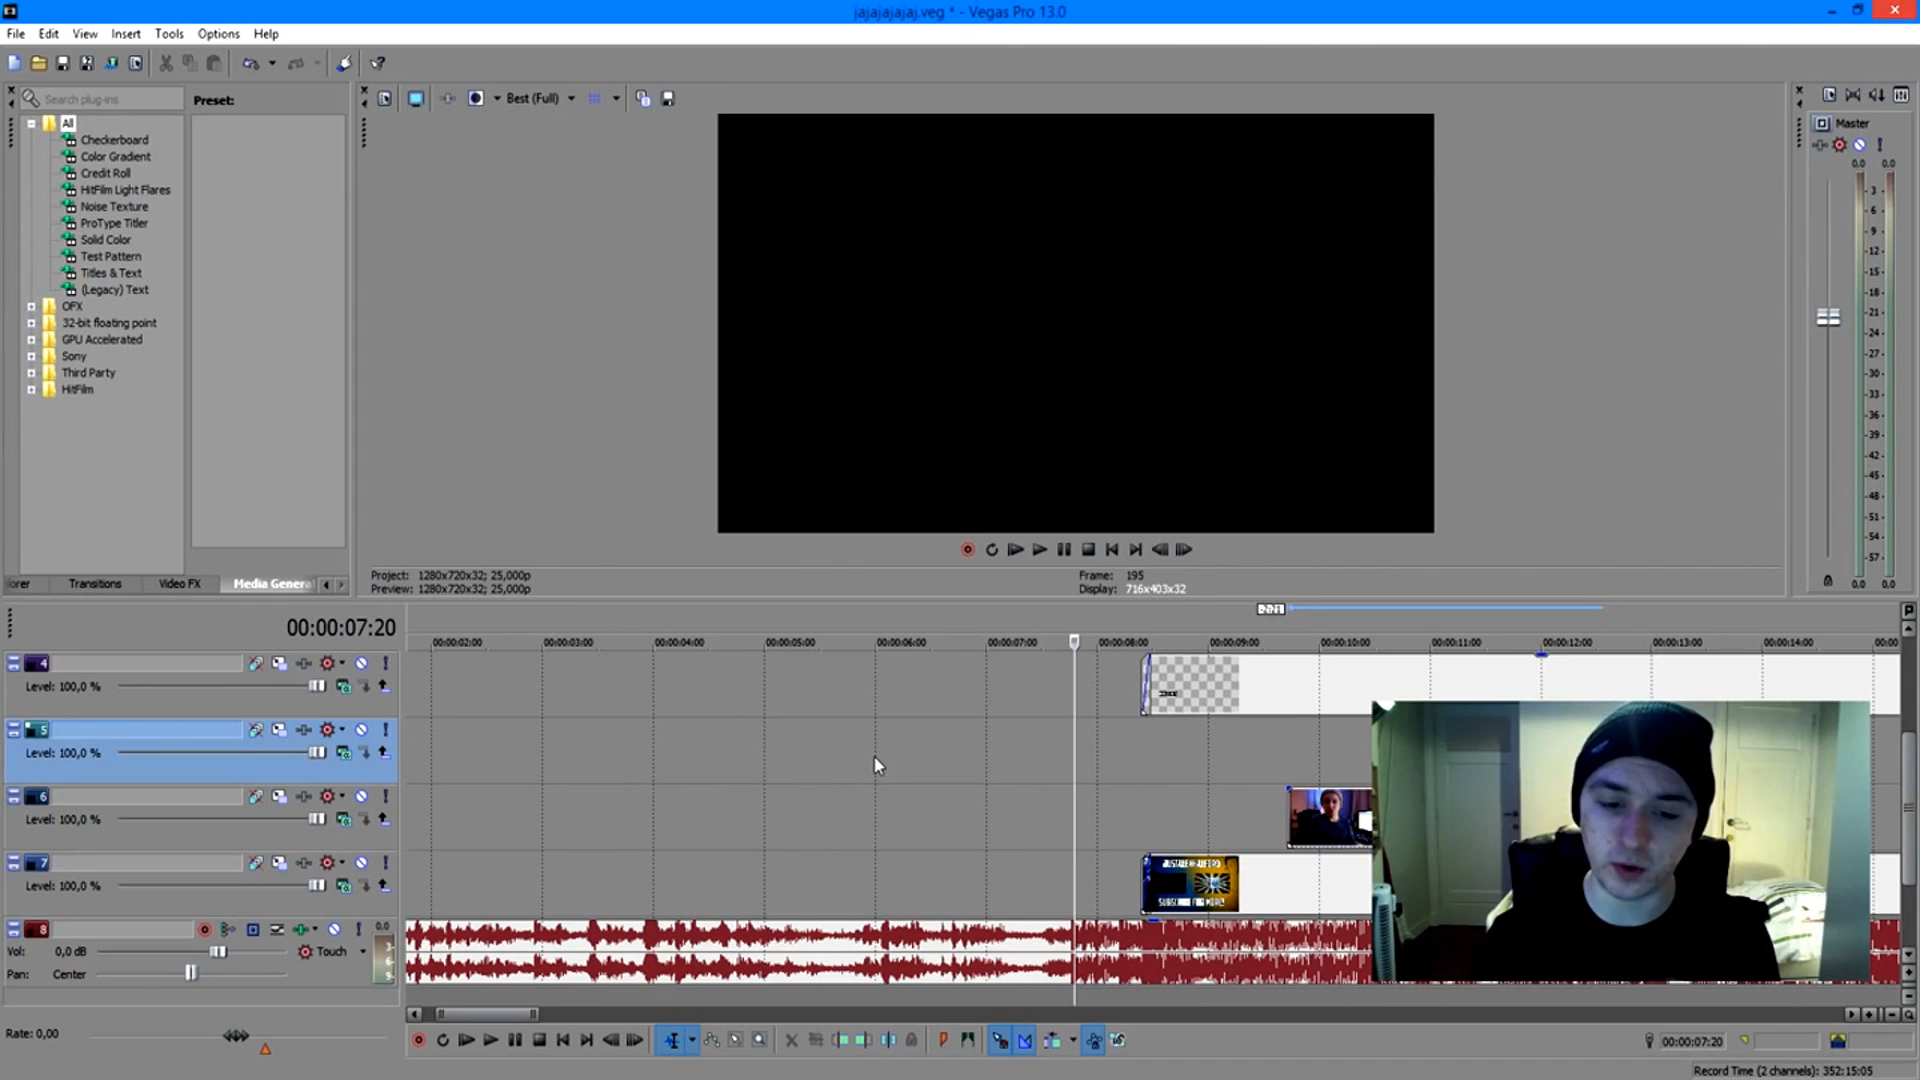 jajajajajaj.veg * - Vegas Pro 13.0
File Edit View Insert Tools Options Help
Search plug-ins
Preset:
Best (Full)
Master
All
Checkerboard
Color Gradient
Credit Roll
HitFilm Light Flares
Noise Texture
ProType Titler
Solid Color
Test Pattern
Titles & Text
(Legacy) Text
OFX
32-bit floating point
GPU Accelerated
Sony
Third Party
HitFilm
0.0 0.0
3
6
9
12
15
18
21
24
27
30
33
36
39
42
45
48
51
54
57
0.0 0.0
lorer Transitions Video FX Media Genera
Project: 1280x720x32; 25,000p
Preview: 1280x720x32; 25,000p
Frame: 195
Display: 716x403x32
00:00:07:20
00:00:02:00 00:00:03:00 00:00:04:00 00:00:05:00 00:00:06:00 00:00:07:00 00:00:08:00 00:00:09:00 00:00:10:00 00:00:11:00 00:00:12:00 00:00:13:00 00:00:14:00 00:00
4
Level: 100,0 %
5
Level: 100,0 %
6
Level: 100,0 %
7
Level: 100,0 %
8
Vol: 0,0 dB Touch
Pan: Center
0.0
3
6
9
Rate: 0,00
00:00:07:20
Record Time (2 channels): 352:15:05